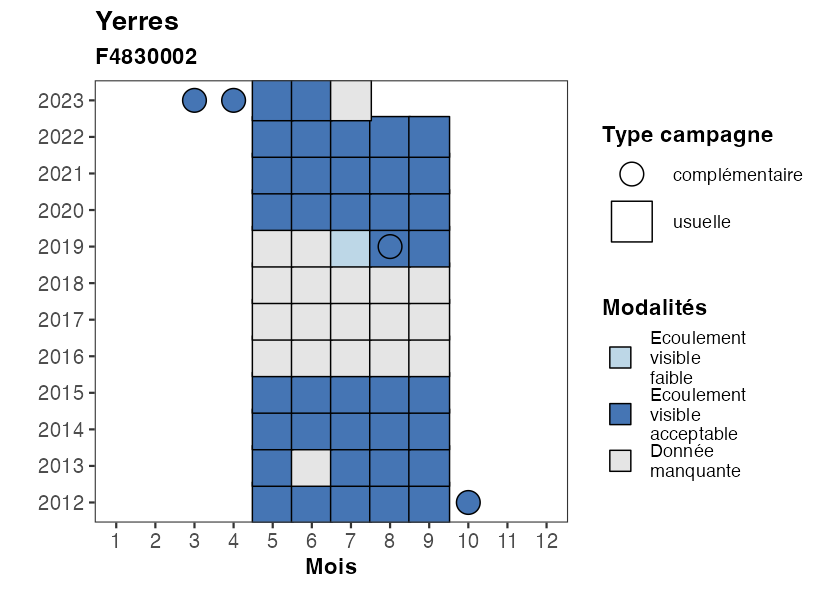 Yerres
F4830002
2023
2022
2021
2020
2019
2018
2017
2016
2015
2014
2013
2012
1 2 3 4 5 6 7 8 9 10 11 12
Mois
Type campagne
complémentaire
usuelle
Modalités
Ecoulement
visible
faible
Ecoulement
visible
acceptable
Donnée
manquante